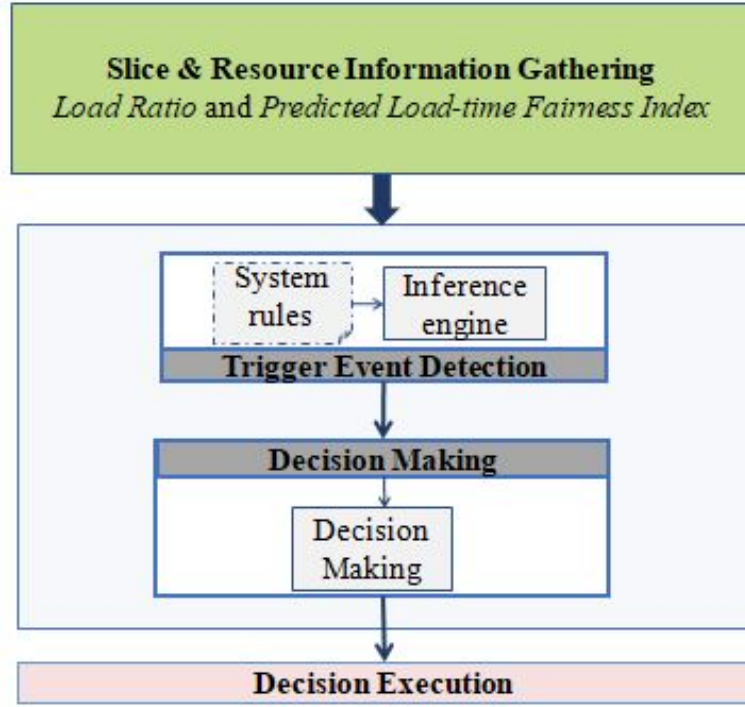 Slice & Resource Information Gathering
Load Ratio and Predicted Load-time Fairness Index
System
rules
Inference
engine
Trigger Event Detection
Decision Making
Decision
Making
Decision Execution